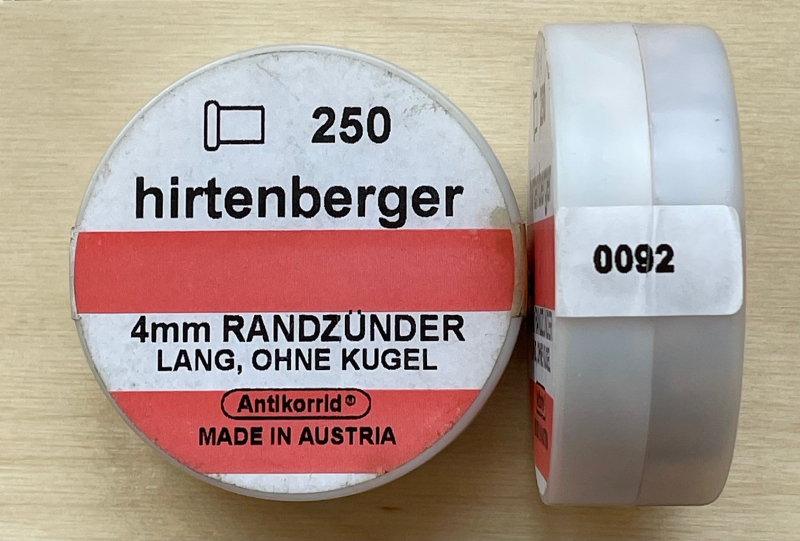 250
hirtenberger
4mm RANDZÜNDER
LANG, OHNE KUGEL
Antikorrid®
MADE IN AUSTRIA
0092